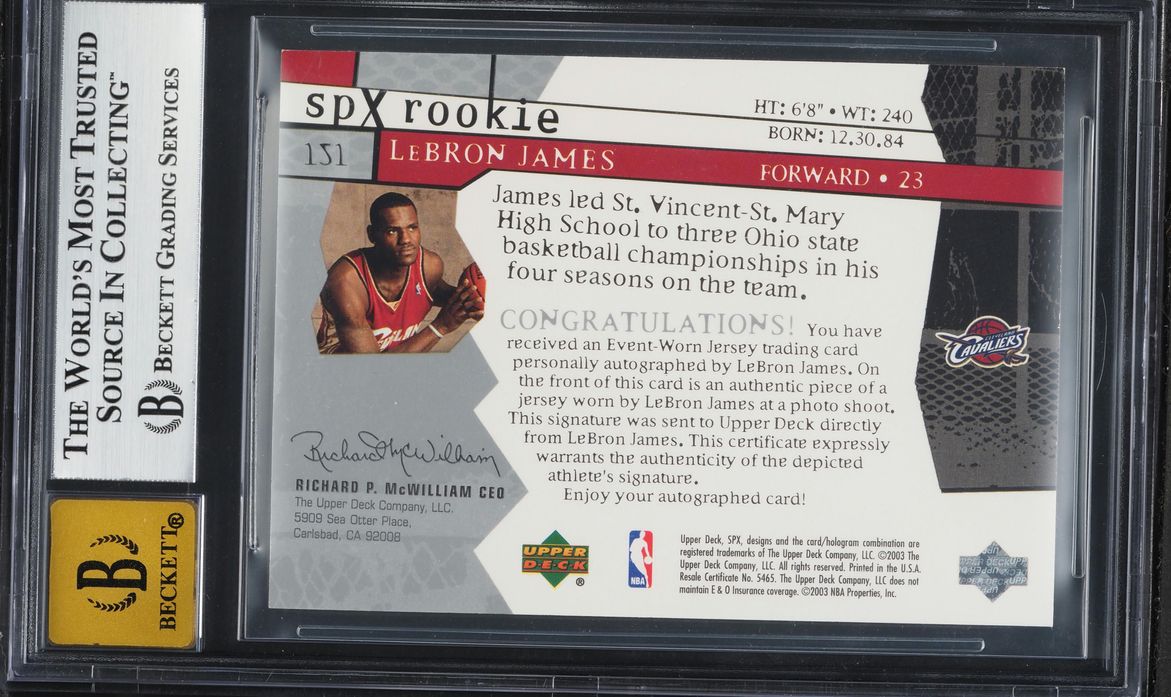 THE WORLD'S MOST TRUSTED
SOURCE IN COLLECTING™
B BECKETT GRADING SERVICES
B
BECKETT®
spX rookie
HT: 6'8" • WT: 240
BORN: 12.30.84
151
LEBRON JAMES
FORWARD • 23
James led St. Vincent-St. Mary
High School to three Ohio state
basketball championships in his
four seasons on the team.
CONGRATULATIONS! You have
received an Event-Worn Jersey trading card
personally autographed by LeBron James. On
the front of this card is an authentic piece of a
jersey worn by LeBron James at a photo shoot.
This signature was sent to Upper Deck directly
from LeBron James. This certificate expressly
warrants the authenticity of the depicted
athlete's signature.
Enjoy your autographed card!
CLEVELAND
CAVALIERS
Richard McWilliam
RICHARD P. McWILLIAM CEO
The Upper Deck Company, LLC.
5909 Sea Otter Place,
Carlsbad, CA 92008
UPPER
DECK®
NBA
Upper Deck, SPX, designs and the card/hologram combination are
registered trademarks of The Upper Deck Company, LLC. ©2003 The
Upper Deck Company, LLC. All rights reserved. Printed in the U.S.A.
Resale Certificate No. 5465. The Upper Deck Company, LLC does not
maintain E & O Insurance coverage. ©2003 NBA Properties, Inc.